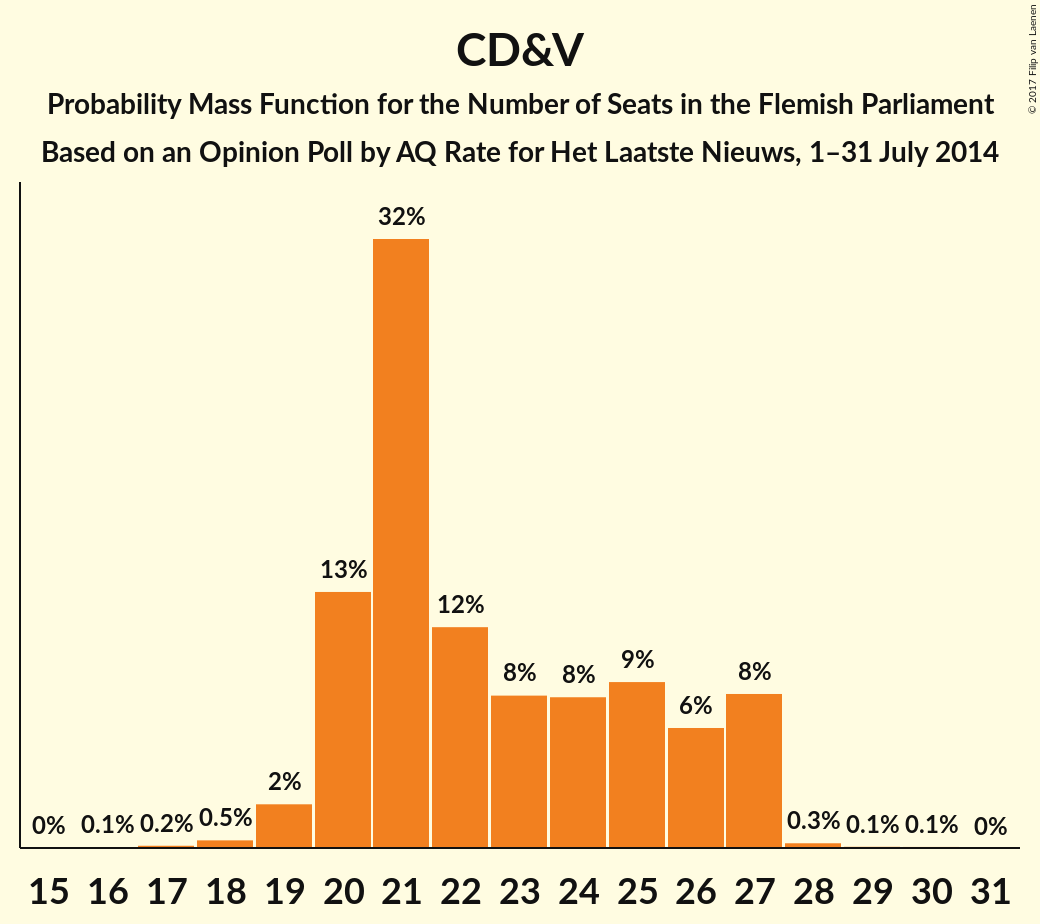 CD&V
Probability Mass Function for the Number of Seats in the Flemish Parliament
Based on an Opinion Poll by AQ Rate for Het Laatste Nieuws, 1–31 July 2014
© 2017 Filip van Laenen
0% 0.1% 0.2% 0.5% 2% 13% 32% 12% 8% 8% 9% 6% 8% 0.3% 0.1% 0.1% 0%
15 16 17 18 19 20 21 22 23 24 25 26 27 28 29 30 31